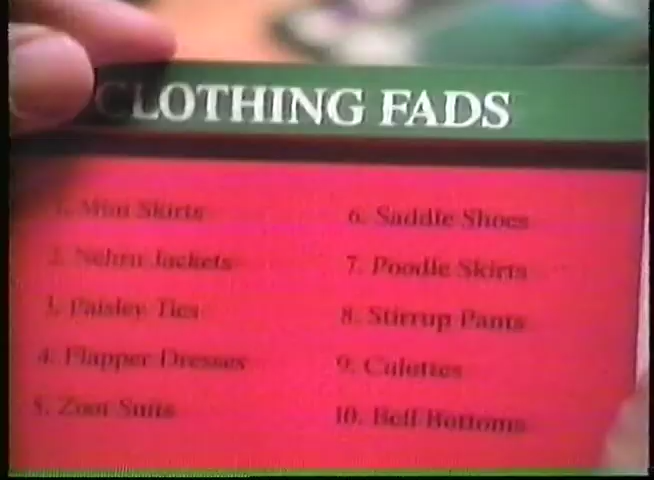 CLOTHING FADS
1. Mini Skirts
2. Nehru Jackets
3. Paisley Ties
4. Flapper Dresses
5. Zoot Suits
6. Saddle Shoes
7. Poodle Skirts
8. Stirrup Pants
9. Culottes
10. Bell Bottoms